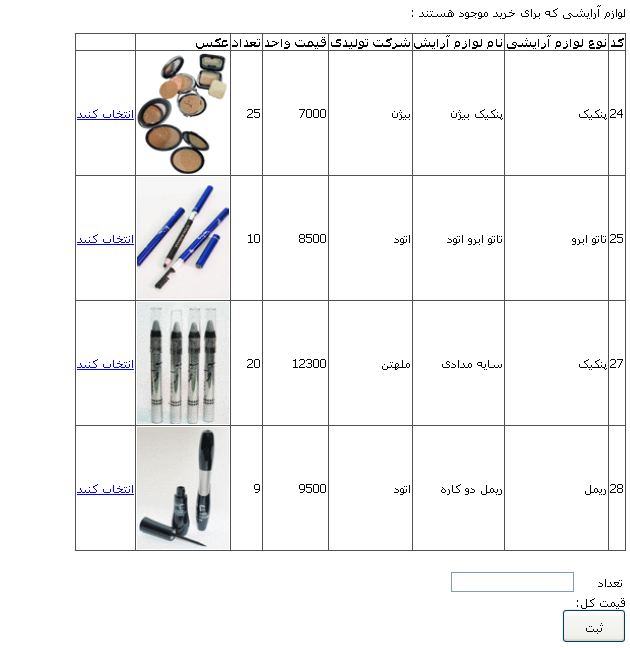 لوازم آرایشی که برای خرید موجود هستند :
کد نوع لوازم آرایشی نام لوازم آرایش شرکت تولیدی قیمت واحد تعداد عکس
24 پنکیک پنکیک بیژن بیژن 7000 25 انتخاب کنید
25 تاتو ابرو تاتو ابرو اتود اتود 8500 10 انتخاب کنید
27 پنکیک سایه مدادی ملهتن 12300 20 انتخاب کنید
28 ریمل ریمل دو کاره اتود 9500 9 انتخاب کنید
تعداد
قیمت کل:
ثبت